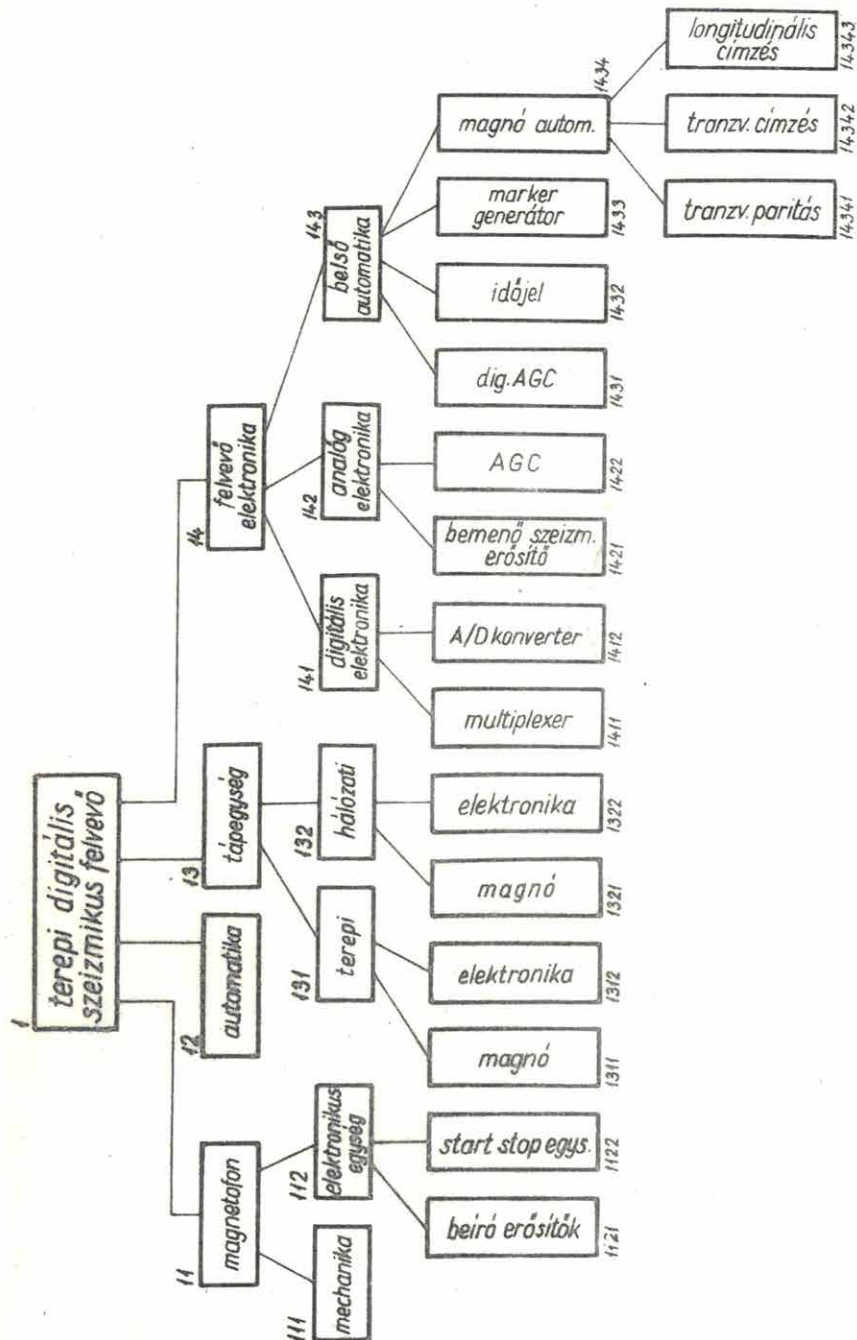 1
terepi digitális
szeizmikus felvevő
11
magnetofon
12
automatika
13
tápegység
14
felvevő
elektronika
111
mechanika
112
elektronikus
egység
131
terepi
132
hálózati
141
digitális
elektronika
142
analóg
elektronika
143
belső
automatika
beíró erősítők
1121
start stop egys.
1122
magnó
1311
elektronika
1312
magnó
1321
elektronika
1322
multiplexer
1411
A/D konverter
1412
bemenő szeizm.
erősítő
1421
AGC
1422
dig. AGC
1431
időjel
1432
marker
generátor
1433
magnó autom.
1434
tranzv. paritás
14341
tranzv. címzés
14342
longitudinális
címzés
14343